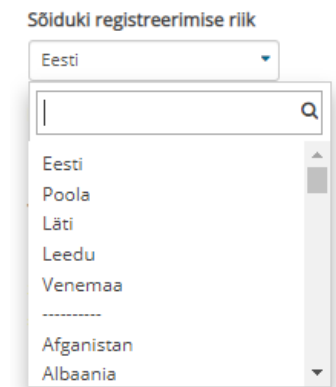 Sõiduki registreerimise riik
Eesti
Eesti
Poola
Läti
Leedu
Venemaa
----------
Afganistan
Albaania